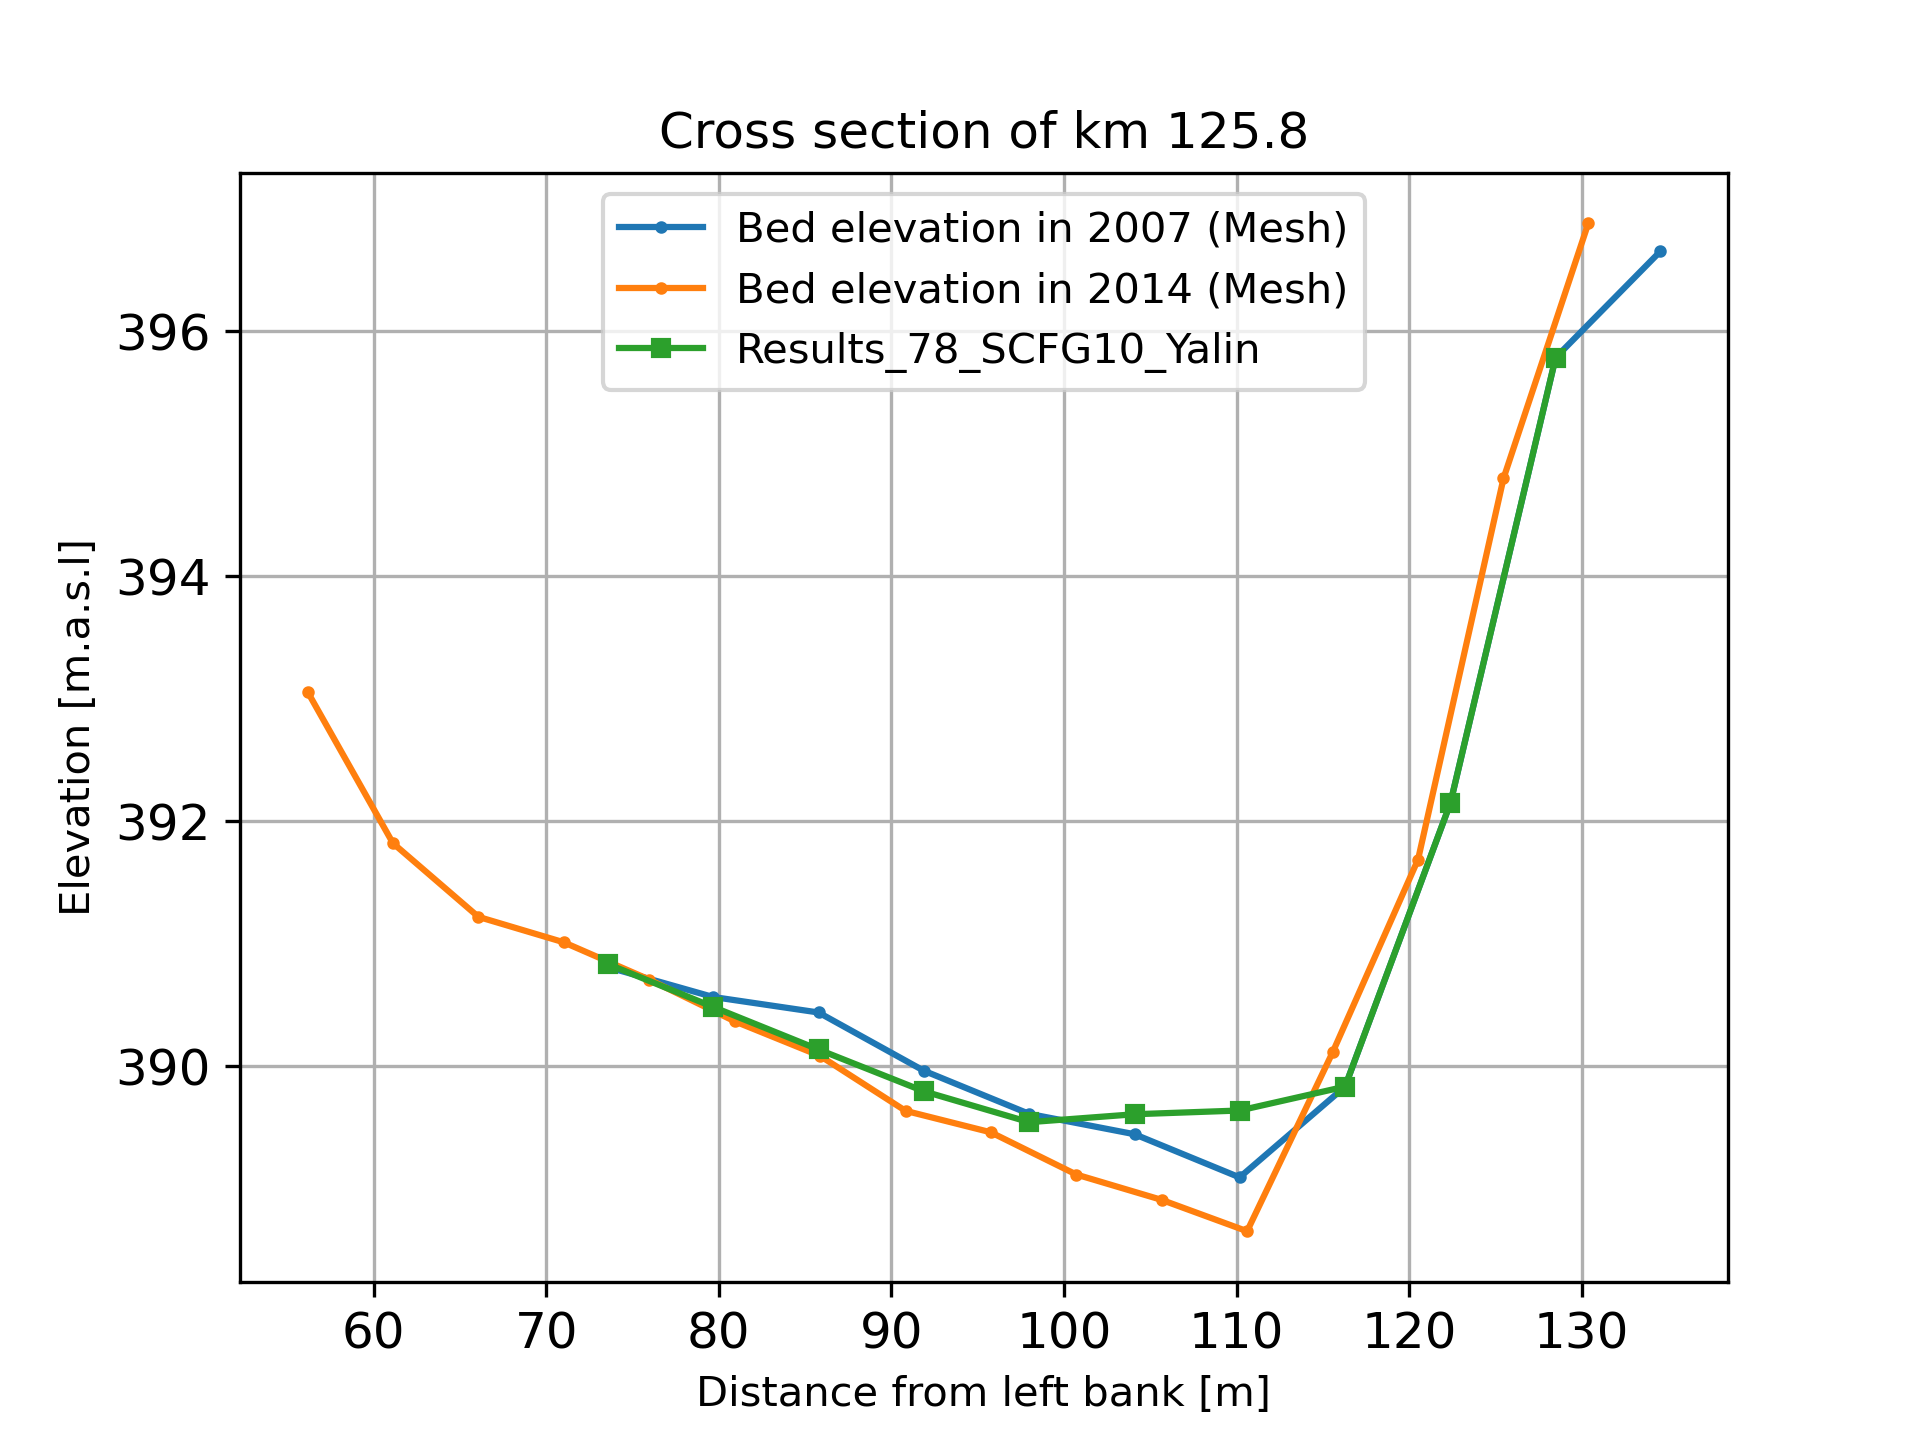 Cross section of km 125.8
Bed elevation in 2007 (Mesh)
Bed elevation in 2014 (Mesh)
Results_78_SCFG10_Yalin
396
394
392
390
Elevation [m.a.s.l]
60 70 80 90 100 110 120 130
Distance from left bank [m]